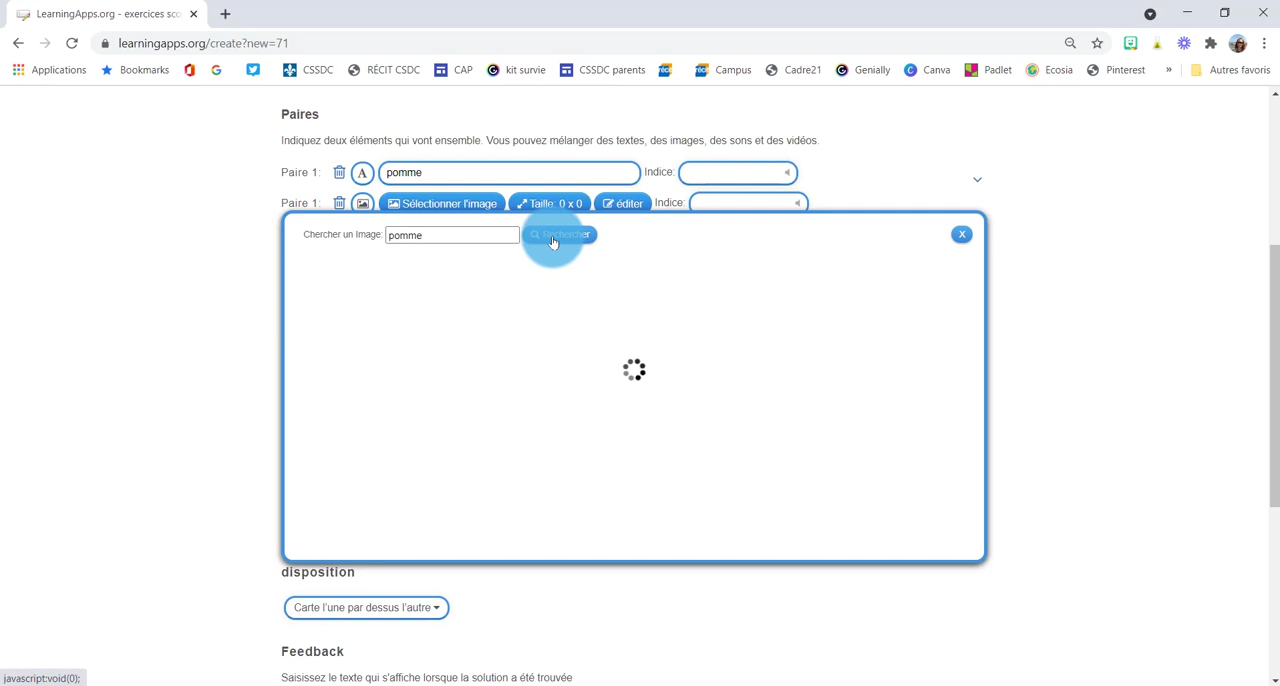 LearningApps.org - exercices sco
learningapps.org/create?new=71
Applications Bookmarks CSSDC RÉCIT CSDC CAP kit survie CSSDC parents Campus Cadre21 Genially Canva Padlet Ecosia Pinterest » Autres favoris
Paires
Indiquez deux éléments qui vont ensemble. Vous pouvez mélanger des textes, des images, des sons et des vidéos.
Paire 1: A pomme Indice:
Paire 1: Sélectionner l'image Taille: 0 x 0 éditer Indice:
Chercher un Image: pomme Rechercher X
disposition
Carte l'une par dessus l'autre
Feedback
Saisissez le texte qui s'affiche lorsque la solution a été trouvée
javascript:void(0);